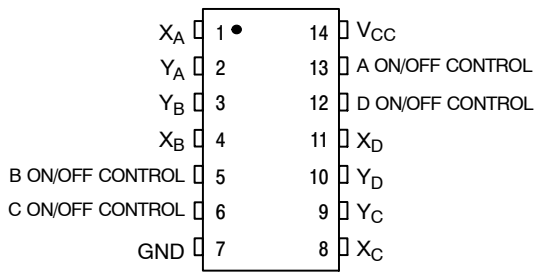 XA 1 14 VCC
YA 2 13 A ON/OFF CONTROL
YB 3 12 D ON/OFF CONTROL
XB 4 11 XD
B ON/OFF CONTROL 5 10 YD
C ON/OFF CONTROL 6 9 YC
GND 7 8 XC